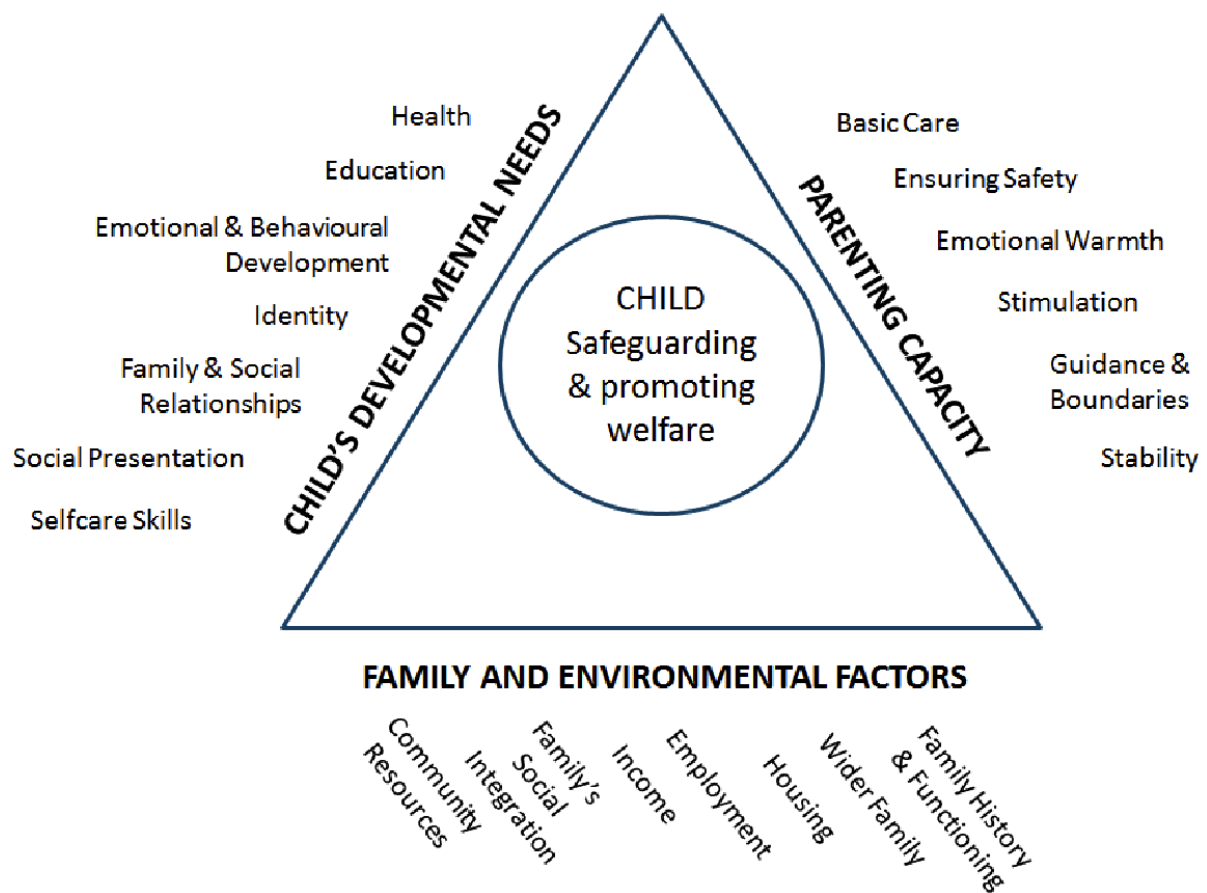 Health
Education
Emotional & Behavioural
Development
Identity
Family & Social
Relationships
Social Presentation
Selfcare Skills
CHILD'S DEVELOPMENTAL NEEDS
CHILD
Safeguarding
& promoting
welfare
PARENTING CAPACITY
Basic Care
Ensuring Safety
Emotional Warmth
Stimulation
Guidance &
Boundaries
Stability
FAMILY AND ENVIRONMENTAL FACTORS
Community
Resources
Family's
Social
Integration
Income
Employment
Housing
Wider Family
Family History
& Functioning